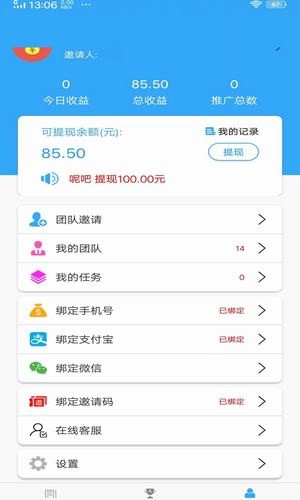 13:06
0.00 K/s
87
邀请人:
0 85.50 0
今日收益 总收益 推广总数
可提现余额(元): 我的记录
85.50 提现
呢吧 提现100.00元
团队邀请
我的团队 14
我的任务 0
绑定手机号 已绑定
绑定支付宝 已绑定
绑定微信
绑定邀请码 已绑定
在线客服
设置